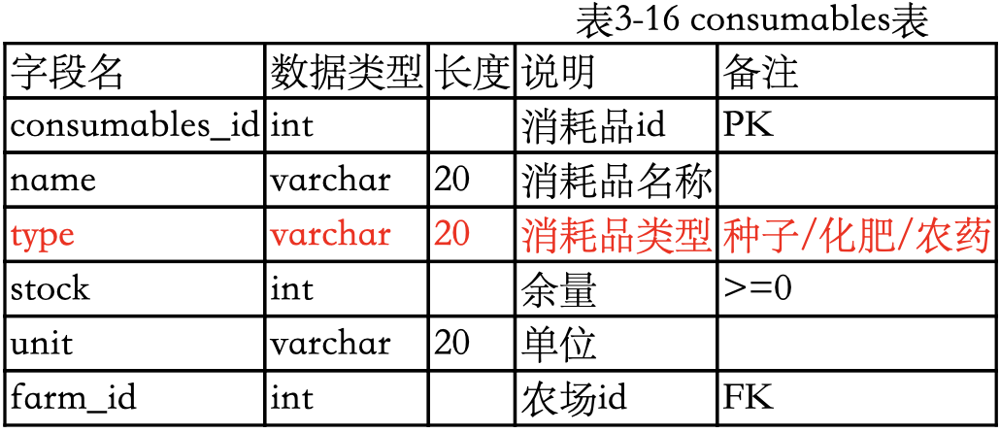 表3-16 consumables表
字段名 数据类型 长度 说明 备注
consumables_id int 消耗品id PK
name varchar 20 消耗品名称
type varchar 20 消耗品类型 种子/化肥/农药
stock int 余量 >=0
unit varchar 20 单位
farm_id int 农场id FK